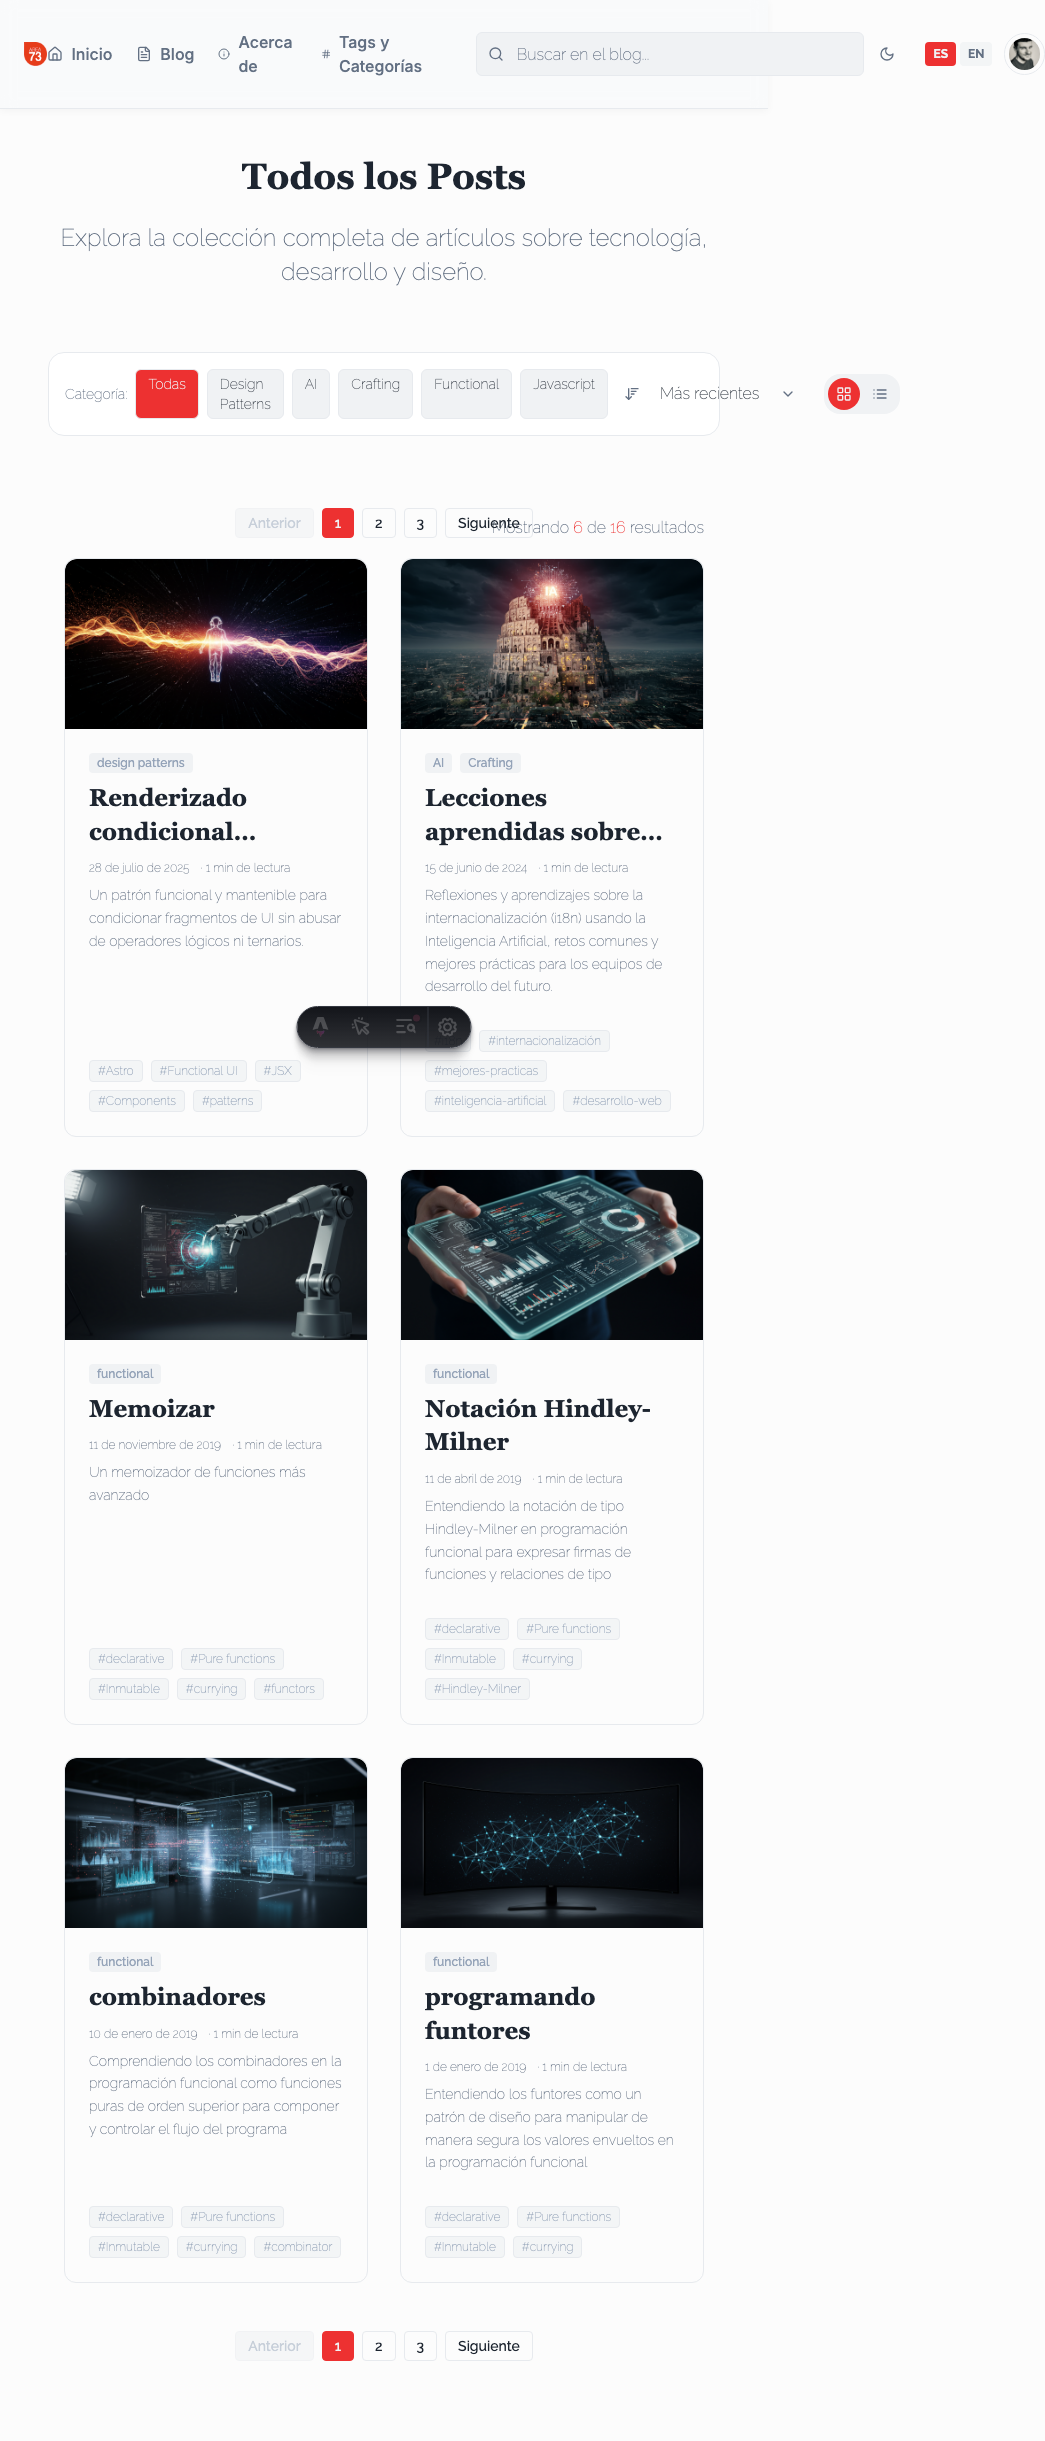 73
Inicio
Blog
Acerca de
Tags y Categorías
Buscar en el blog...
ES
EN
Todos los Posts
Explora la colección completa de artículos sobre tecnología,
desarrollo y diseño.
Categoría:
Todas
Design
Patterns
AI
Crafting
Functional
Javascript
Más recientes
Anterior
1
2
3
Siguiente
Mostrando 6 de 16 resultados
design patterns
Renderizado
condicional...
28 de julio de 2025 · 1 min de lectura
Un patrón funcional y mantenible para
condicionar fragmentos de UI sin abusar
de operadores lógicos ni ternarios.
#Astro #Functional UI #JSX
#Components #patterns
IA
AI Crafting
Lecciones
aprendidas sobre...
15 de junio de 2024 · 1 min de lectura
Reflexiones y aprendizajes sobre la
internacionalización (i18n) usando la
Inteligencia Artificial, retos comunes y
mejores prácticas para los equipos de
desarrollo del futuro.
#internacionalización
#mejores-practicas
#inteligencia-artificial #desarrollo-web
functional
Memoizar
11 de noviembre de 2019 · 1 min de lectura
Un memoizador de funciones más
avanzado
#declarative #Pure functions
#Inmutable #currying #functors
functional
Notación Hindley-
Milner
11 de abril de 2019 · 1 min de lectura
Entendiendo la notación de tipo
Hindley-Milner en programación
funcional para expresar firmas de
funciones y relaciones de tipo
#declarative #Pure functions
#Inmutable #currying
#Hindley-Milner
functional
combinadores
10 de enero de 2019 · 1 min de lectura
Comprendiendo los combinadores en la
programación funcional como funciones
puras de orden superior para componer
y controlar el flujo del programa
#declarative #Pure functions
#Inmutable #currying #combinator
functional
programando
funtores
1 de enero de 2019 · 1 min de lectura
Entendiendo los funtores como un
patrón de diseño para manipular de
manera segura los valores envueltos en
la programación funcional
#declarative #Pure functions
#Inmutable #currying
Anterior
1
2
3
Siguiente